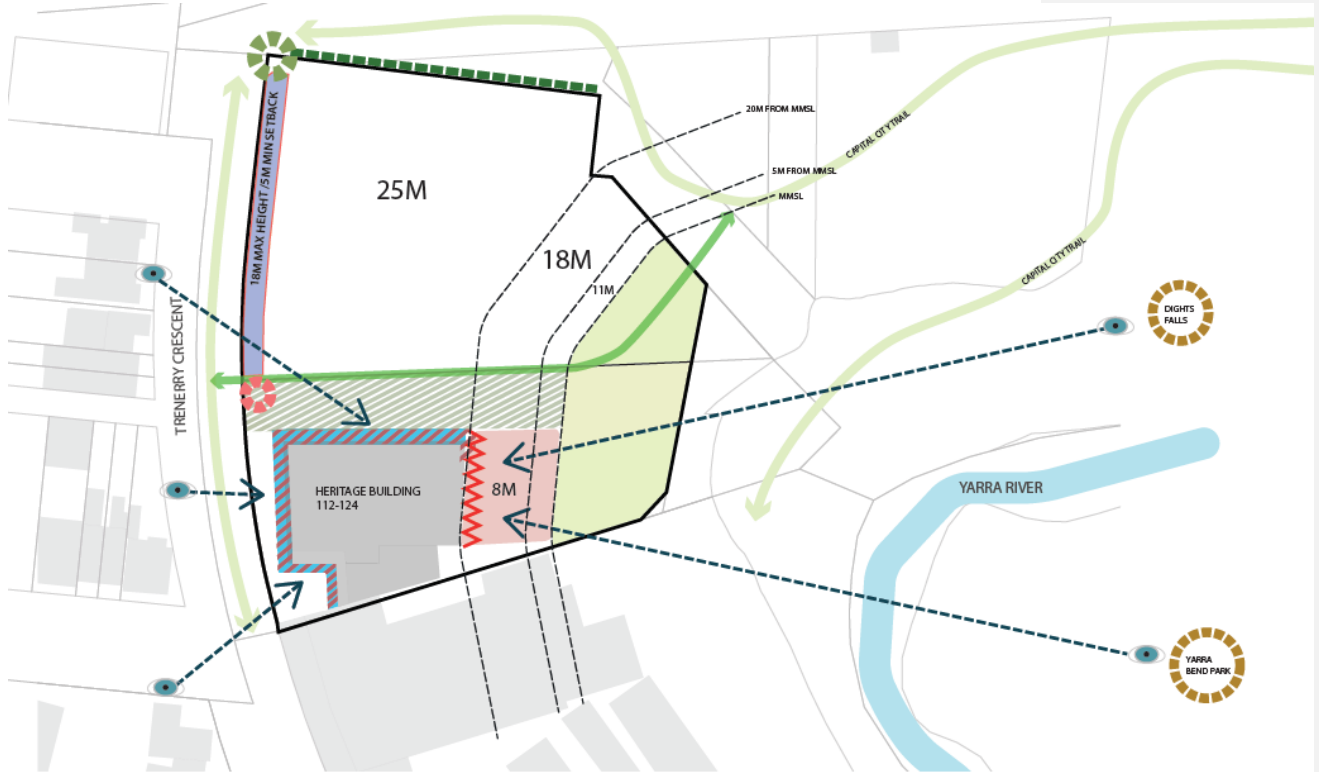 20M FROM MMSL
CAPITAL CITY TRAIL
18M MAX HEIGHT /5M MIN SETBACK
5M FROM MMSL
25M
MMSL
18M
CAPITAL CITY TRAIL
11M
DIGHTS
FALLS
TRENERRY CRESCENT
HERITAGE BUILDING
112-124
8M
YARRA RIVER
YARRA
BEND PARK